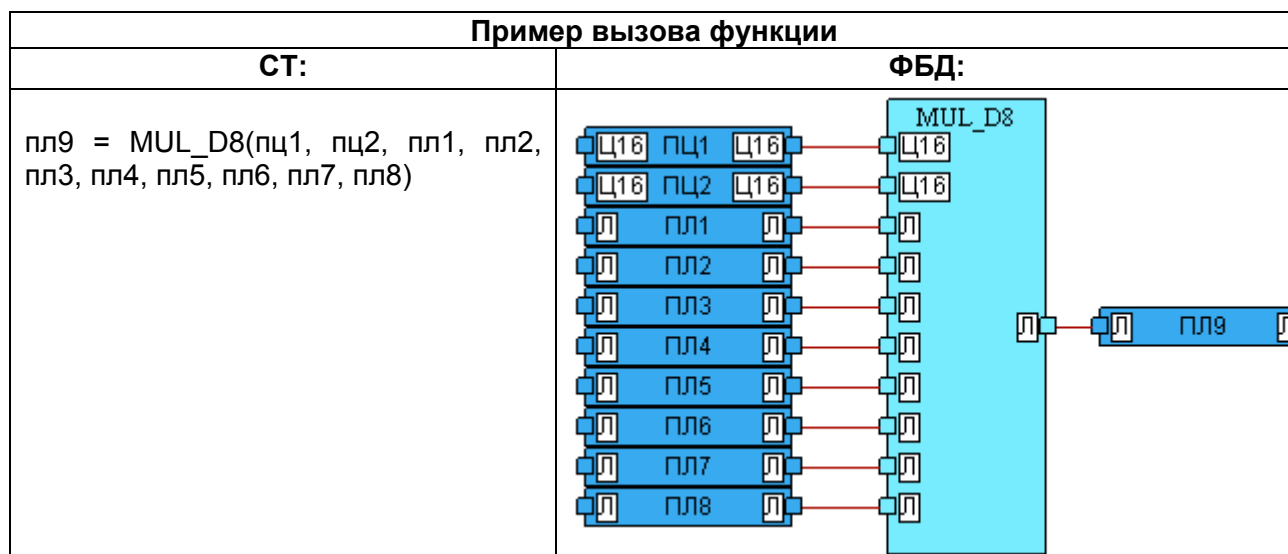 Пример вызова функции
СТ:
ФБД:
пл9 = MUL_D8(пц1, пц2, пл1, пл2,
пл3, пл4, пл5, пл6, пл7, пл8)
MUL_D8
Ц16 ПЦ1 Ц16 Ц16
Ц16 ПЦ2 Ц16 Ц16
Л ПЛ1 Л Л
Л ПЛ2 Л Л
Л ПЛ3 Л Л
Л Л ПЛ9
Л ПЛ4 Л Л
Л ПЛ5 Л Л
Л ПЛ6 Л Л
Л ПЛ7 Л Л
Л ПЛ8 Л Л